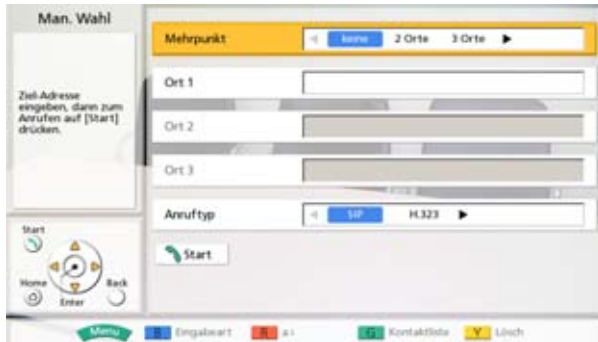 Man. Wahl
Ziel-Adresse
eingeben, dann zum
Anrufen auf [Start]
drücken.
Mehrpunkt keine 2 Orte 3 Orte
Ort 1
Ort 2
Ort 3
Anruftyp SIP H.323
Start
Start
Home Back
Enter
Menu B Eingabeart R G Kontaktliste Y Lösch